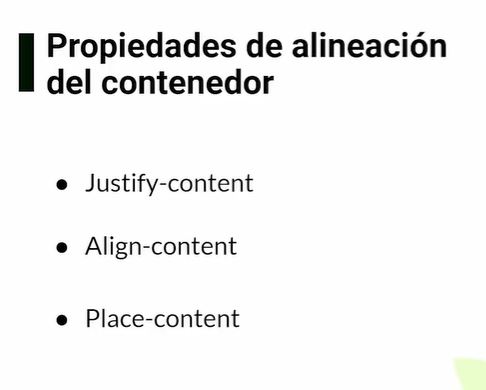 Propiedades de alineación
del contenedor
● Justify-content
● Align-content
● Place-content